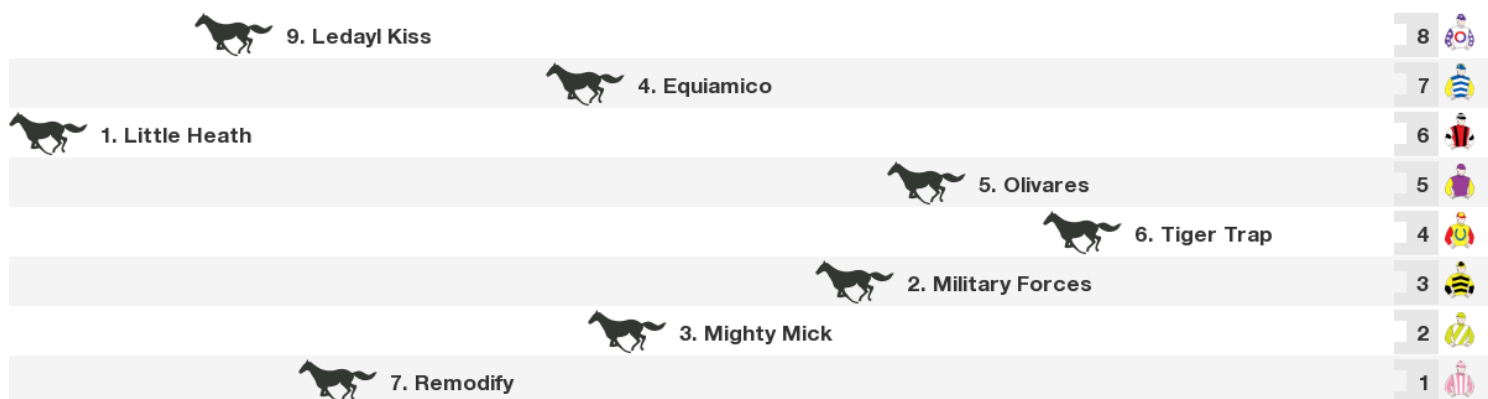 9. Ledayl Kiss 8
4. Equiamico 7
1. Little Heath 6
5. Olivares 5
6. Tiger Trap 4
2. Military Forces 3
3. Mighty Mick 2
7. Remodify 1